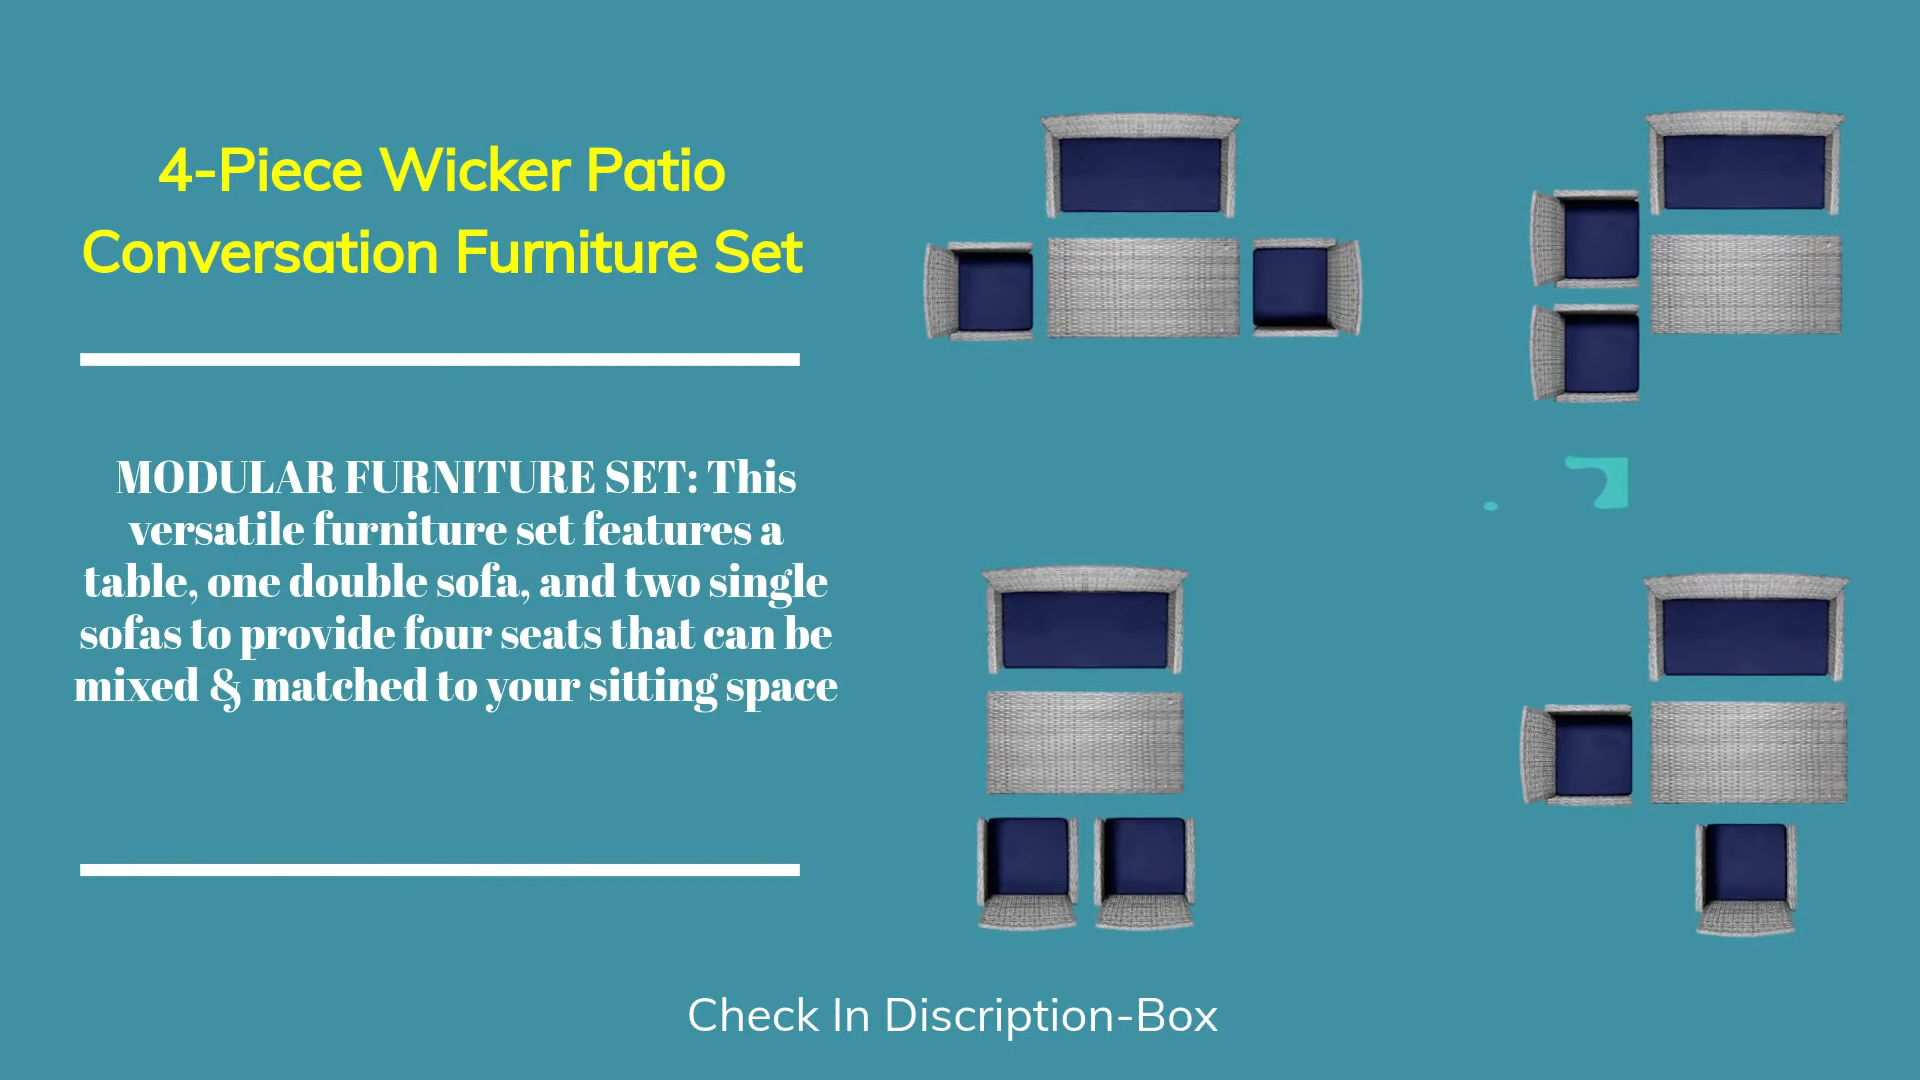 4-Piece Wicker Patio
Conversation Furniture Set
MODULAR FURNITURE SET: This
versatile furniture set features a
table, one double sofa, and two single
sofas to provide four seats that can be
mixed & matched to your sitting space
Check In Discription-Box